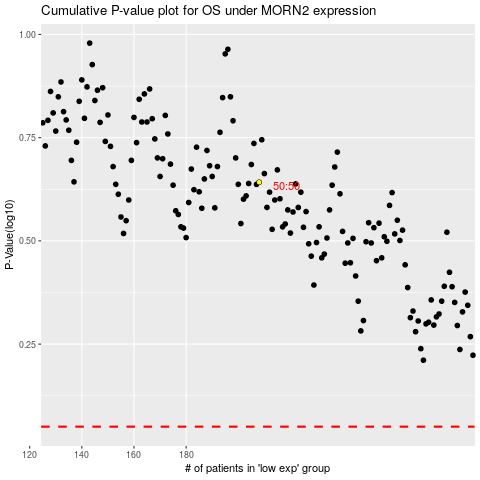 Cumulative P-value plot for OS under MORN2 expression
P-Value(log10)
1.00
0.75
0.50
0.25
50:50
120 140 160 180
# of patients in 'low exp' group